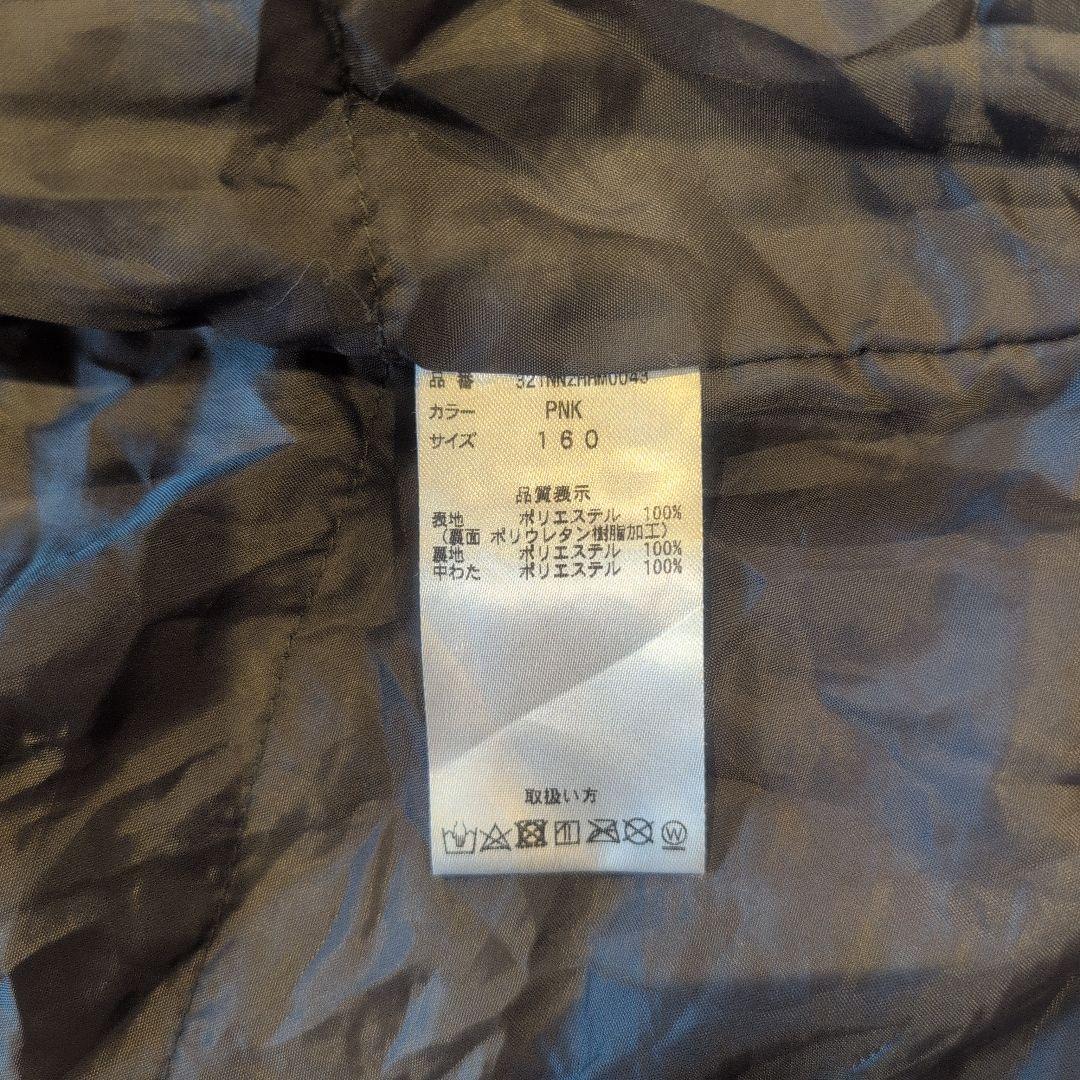 品 番 321NN2HHM0043
カラー PNK
サイズ 160
品質表示
表地 ポリエステル 100%
(裏面 ポリウレタン樹脂加工)
裏地 ポリエステル 100%
中わた ポリエステル 100%
取扱い方
W